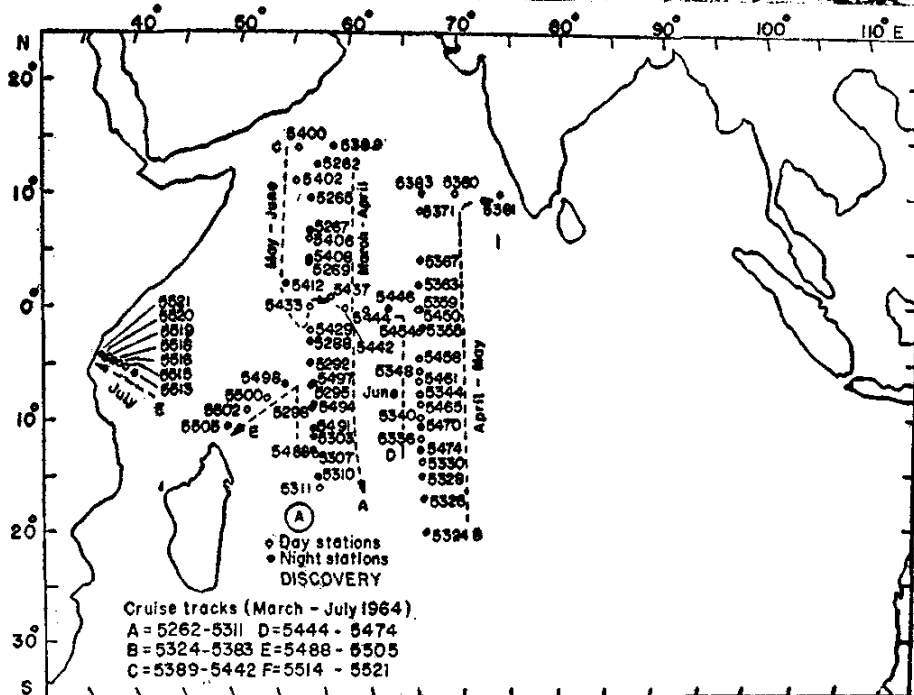 40° 50° 60° 70° 80° 90° 100° 110° E
N
20°
10°
0°
10°
20°
30°
S
5400
C 5389
5262
5402
5265
5267
5406
5408
5269
5412 5437
5433
5429
5288
5292
5497
5295
5494
5298
5491
5303
5488
5307
5310
5311
May - June
March - April
A
5383 5380
5371 5381
5367
5363
5446 5359
5444 5450
5454 5355
5442
5458
5348
5461
June 5344
5465
5340
5470
5336
D 5474
5330
5329
5326
5324 B
April - May
5521
5520
5519
5518
5516
5515
5513
July
5498
5500
5502
5505
E
A
Day stations
Night stations
DISCOVERY
Cruise tracks (March - July 1964)
A = 5262-5311 D = 5444 - 5474
B = 5324-5383 E = 5488 - 5505
C = 5389-5442 F = 5514 - 5521